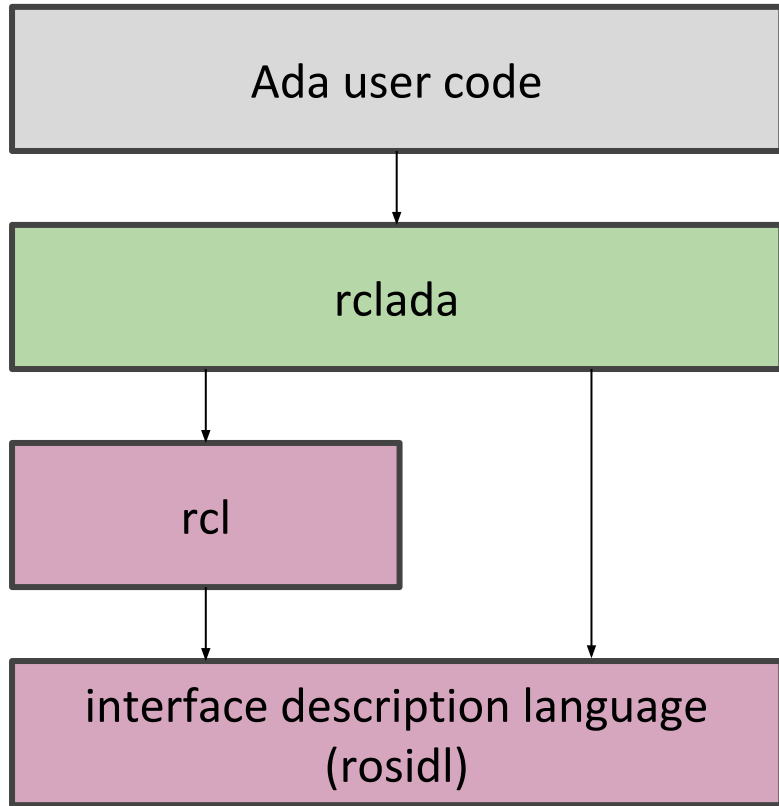 Ada user code
rclada
rcl
interface description language
(rosidl)